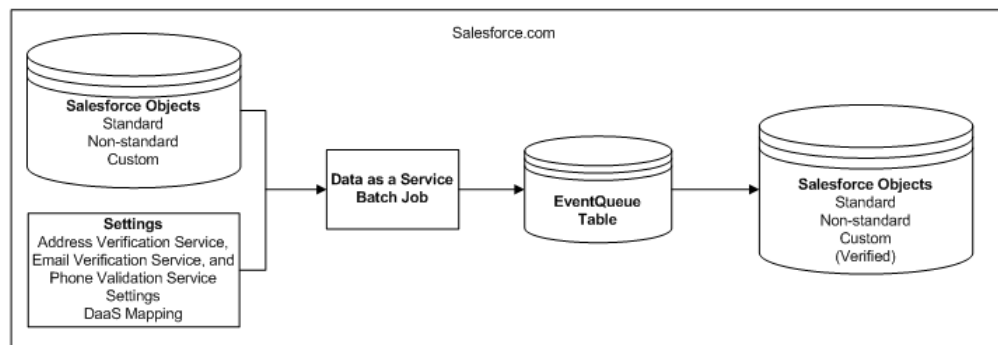 Salesforce.com
Salesforce Objects
Standard
Non-standard
Custom
Settings
Address Verification Service,
Email Verification Service, and
Phone Validation Service
Settings
DaaS Mapping
Data as a Service
Batch Job
EventQueue
Table
Salesforce Objects
Standard
Non-standard
Custom
(Verified)